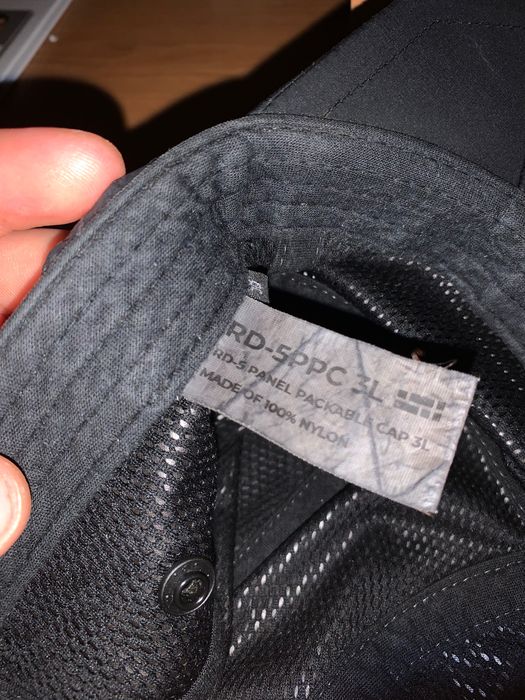 RD-5PPC 3L
RD-5 PANEL PACKABLE CAP 3L
MADE OF 100% NYLON